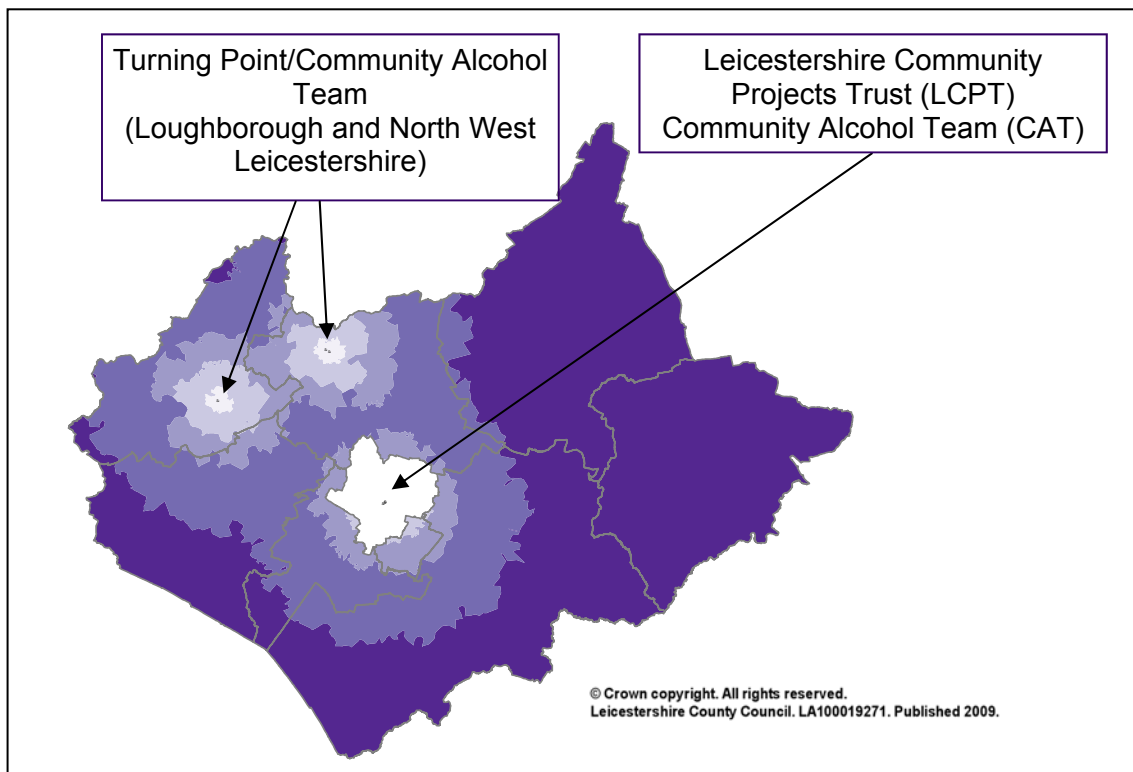 Turning Point/Community Alcohol
Team
(Loughborough and North West
Leicestershire)
Leicestershire Community
Projects Trust (LCPT)
Community Alcohol Team (CAT)
© Crown copyright. All rights reserved.
Leicestershire County Council. LA100019271. Published 2009.